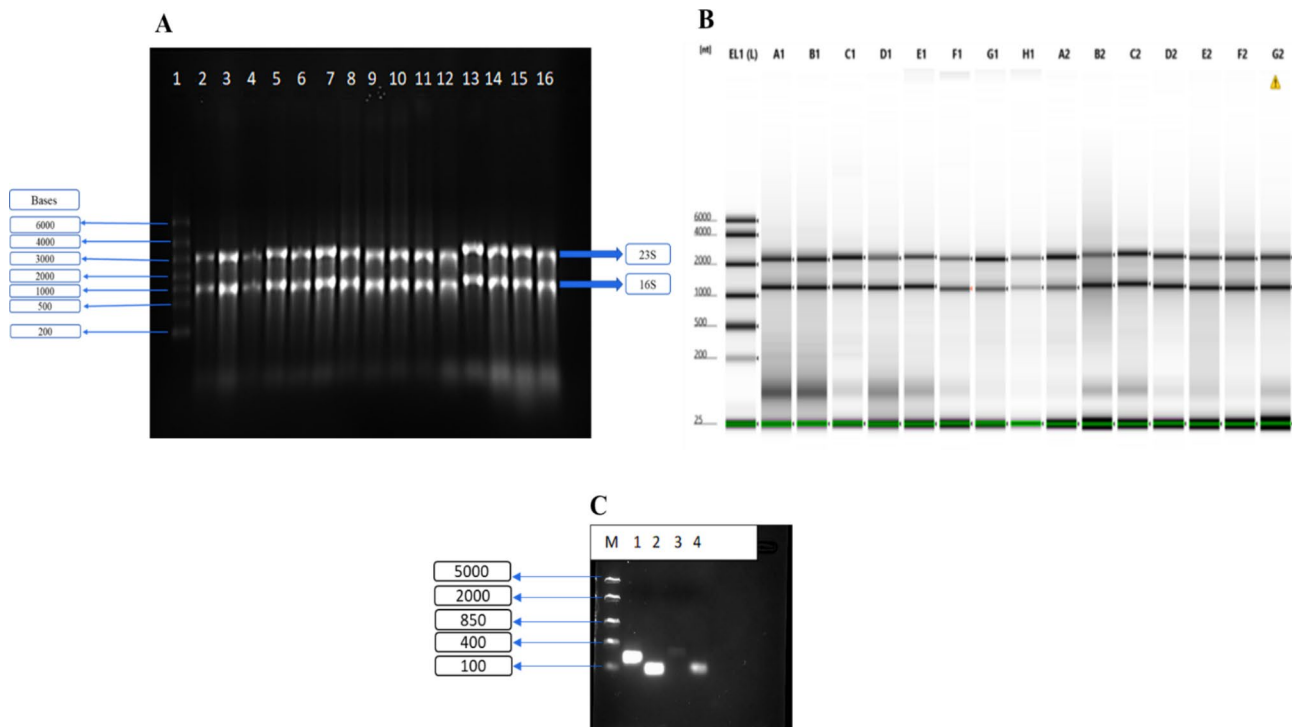 A
1 2 3 4 5 6 7 8 9 10 11 12 13 14 15 16
Bases
6000
4000
3000
2000
1000
500
200
23S
16S
B
[nt] EL1 (L) A1 B1 C1 D1 E1 F1 G1 H1 A2 B2 C2 D2 E2 F2 G2
6000
4000
2000
1000
500
200
25
C
M 1 2 3 4
5000
2000
850
400
100